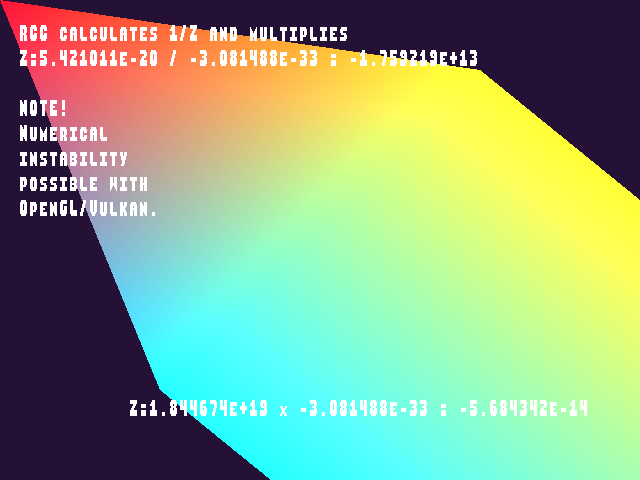 RGG CALCULATES 1/Z AND MULTIPLIES
Z:5.421011E-20 / -3.081488E-33 : -1.759219E+13
NOTE!
NUMERICAL
INSTABILITY
POSSIBLE WITH
OPENGL/VULKAN.
Z:1.844674E+19 x -3.081488E-33 : -5.684342E-14